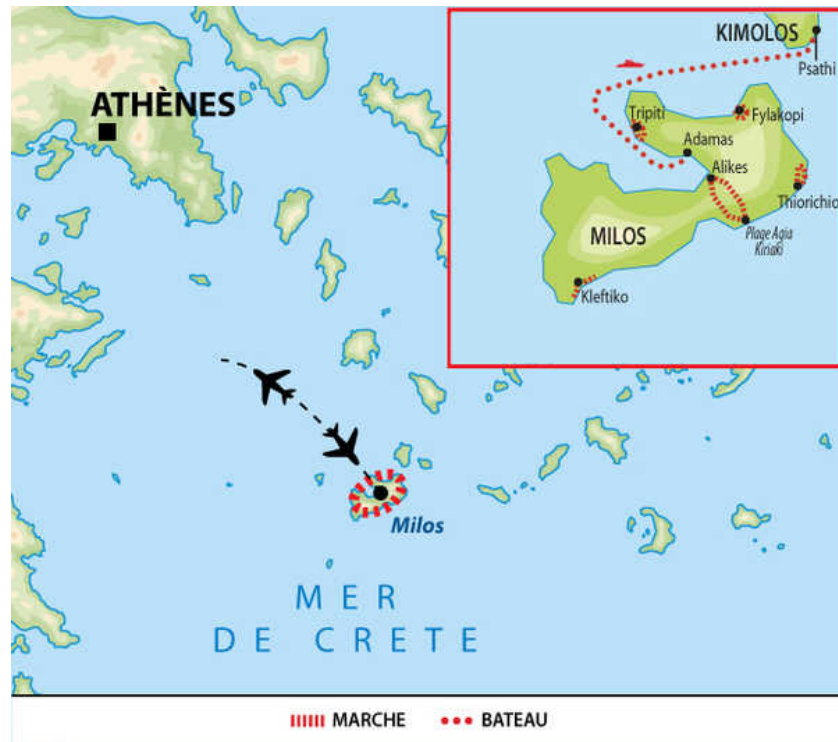 ATHÈNES
KIMOLOS
Psathi
Tripiti
Fylakopi
Adamas
Alikes
Thiorichio
MILOS
Plage Agia
Kiriaki
Kleftiko
Milos
MER
DE CRETE
MARCHE
BATEAU